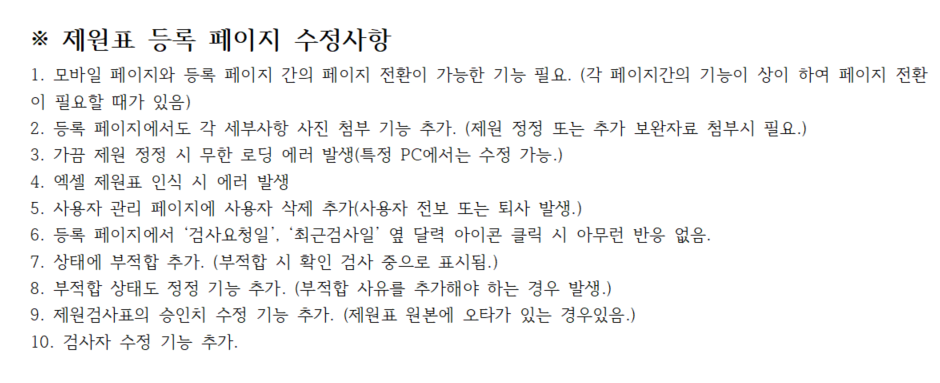 ※ 제원표 등록 페이지 수정사항
1. 모바일 페이지와 등록 페이지 간의 페이지 전환이 가능한 기능 필요. (각 페이지간의 기능이 상이 하여 페이지 전환
이 필요할 때가 있음)
2. 등록 페이지에서도 각 세부사항 사진 첨부 기능 추가. (제원 정정 또는 추가 보완자료 첨부시 필요.)
3. 가끔 제원 정정 시 무한 로딩 에러 발생(특정 PC에서는 수정 가능.)
4. 엑셀 제원표 인식 시 에러 발생
5. 사용자 관리 페이지에 사용자 삭제 추가(사용자 전보 또는 퇴사 발생.)
6. 등록 페이지에서 ‘검사요청일’, ‘최근검사일’ 옆 달력 아이콘 클릭 시 아무런 반응 없음.
7. 상태에 부적합 추가. (부적합 시 확인 검사 중으로 표시됨.)
8. 부적합 상태도 정정 기능 추가. (부적합 사유를 추가해야 하는 경우 발생.)
9. 제원검사표의 승인치 수정 기능 추가. (제원표 원본에 오타가 있는 경우있음.)
10. 검사자 수정 기능 추가.